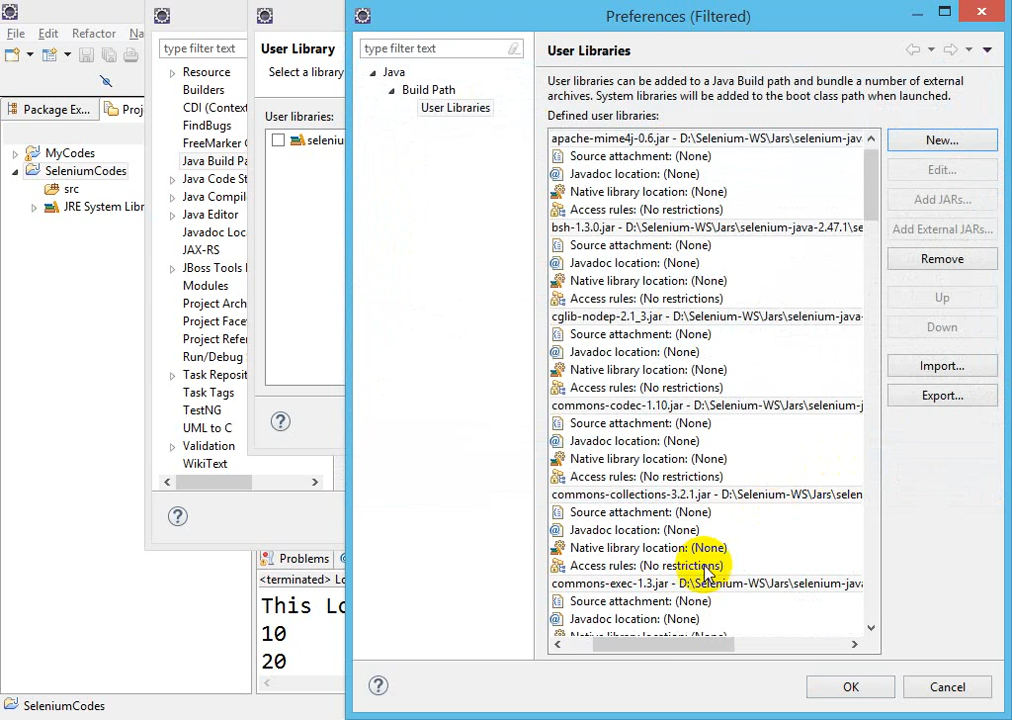 File Edit Refactor Na
Package Ex...
Proj
MyCodes
SeleniumCodes
src
JRE System Libr
type filter text
Resource
Builders
CDI (Context
FindBugs
FreeMarker
Java Build Pa
Java Code St
Java Compil
Java Editor
Javadoc Loc
JAX-RS
JBoss Tools
Modules
Project Arch
Project Face
Project Refer
Run/Debug
Task Reposit
Task Tags
TestNG
UML to C
Validation
WikiText
User Library
Select a library
User libraries:
seleniu
Problems
<terminated> Lo
This Lo
10
20
SeleniumCodes
Preferences (Filtered)
type filter text
Java
Build Path
User Libraries
User Libraries
User libraries can be added to a Java Build path and bundle a number of external
archives. System libraries will be added to the boot class path when launched.
Defined user libraries:
apache-mime4j-0.6.jar - D:\Selenium-WS\Jars\selenium-jav
Source attachment: (None)
Javadoc location: (None)
Native library location: (None)
Access rules: (No restrictions)
bsh-1.3.0.jar - D:\Selenium-WS\Jars\selenium-java-2.47.1\se
Source attachment: (None)
Javadoc location: (None)
Native library location: (None)
Access rules: (No restrictions)
cglib-nodep-2.1_3.jar - D:\Selenium-WS\Jars\selenium-java-
Source attachment: (None)
Javadoc location: (None)
Native library location: (None)
Access rules: (No restrictions)
commons-codec-1.10.jar - D:\Selenium-WS\Jars\selenium-j
Source attachment: (None)
Javadoc location: (None)
Native library location: (None)
Access rules: (No restrictions)
commons-collections-3.2.1.jar - D:\Selenium-WS\Jars\selen
Source attachment: (None)
Javadoc location: (None)
Native library location: (None)
Access rules: (No restrictions)
commons-exec-1.3.jar - D:\Selenium-WS\Jars\selenium-java
Source attachment: (None)
Javadoc location: (None)
Native library location: (None)
New...
Edit...
Add JARs...
Add External JARs...
Remove
Up
Down
Import...
Export...
OK
Cancel